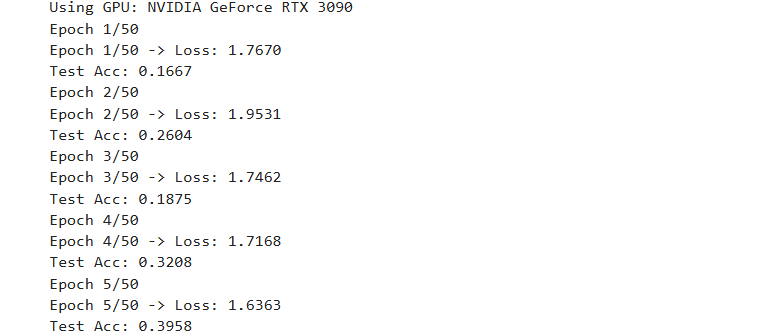 Using GPU: NVIDIA GeForce RTX 3090
Epoch 1/50
Epoch 1/50 -> Loss: 1.7670
Test Acc: 0.1667
Epoch 2/50
Epoch 2/50 -> Loss: 1.9531
Test Acc: 0.2604
Epoch 3/50
Epoch 3/50 -> Loss: 1.7462
Test Acc: 0.1875
Epoch 4/50
Epoch 4/50 -> Loss: 1.7168
Test Acc: 0.3208
Epoch 5/50
Epoch 5/50 -> Loss: 1.6363
Test Acc: 0.3958